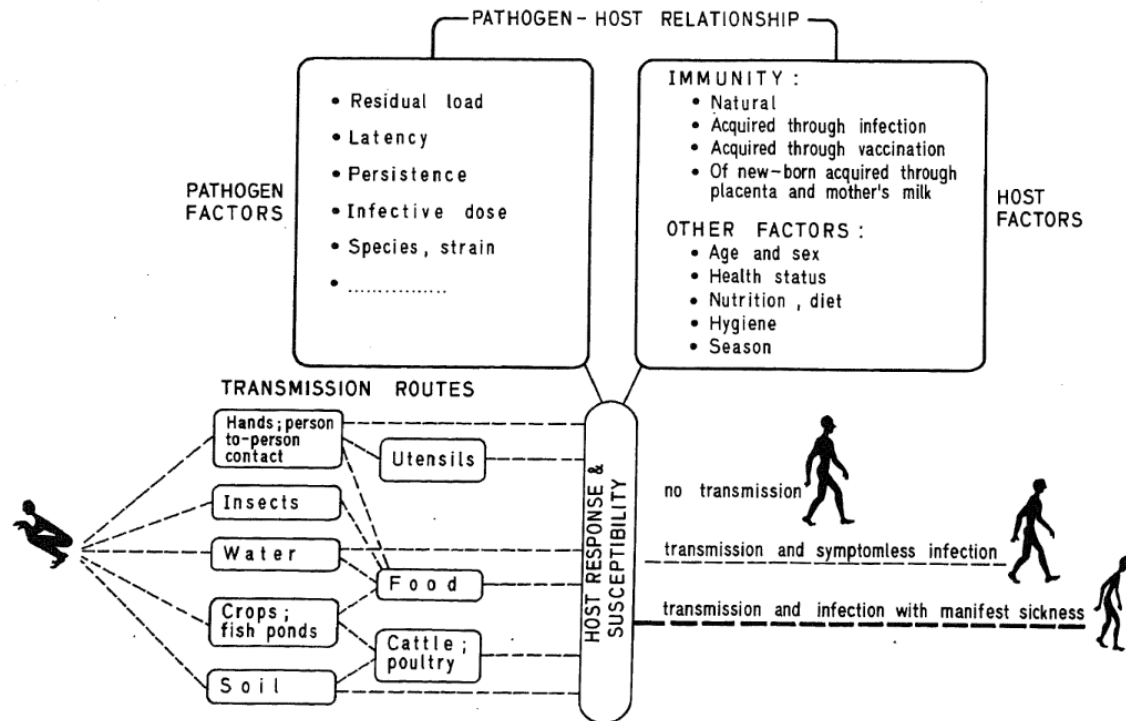 PATHOGEN-HOST RELATIONSHIP
PATHOGEN
FACTORS
• Residual load
• Latency
• Persistence
• Infective dose
• Species, strain
• ...............
IMMUNITY:
• Natural
• Acquired through infection
• Acquired through vaccination
• Of new-born acquired through
placenta and mother's milk
OTHER FACTORS:
• Age and sex
• Health status
• Nutrition, diet
• Hygiene
• Season
HOST
FACTORS
TRANSMISSION ROUTES
Hands; person
to-person
contact
Utensils
Insects
Water
Food
Crops;
fish ponds
Cattle;
poultry
Soil
HOST RESPONSE &
SUSCEPTIBILITY
no transmission
transmission and symptomless infection
transmission and infection with manifest sickness